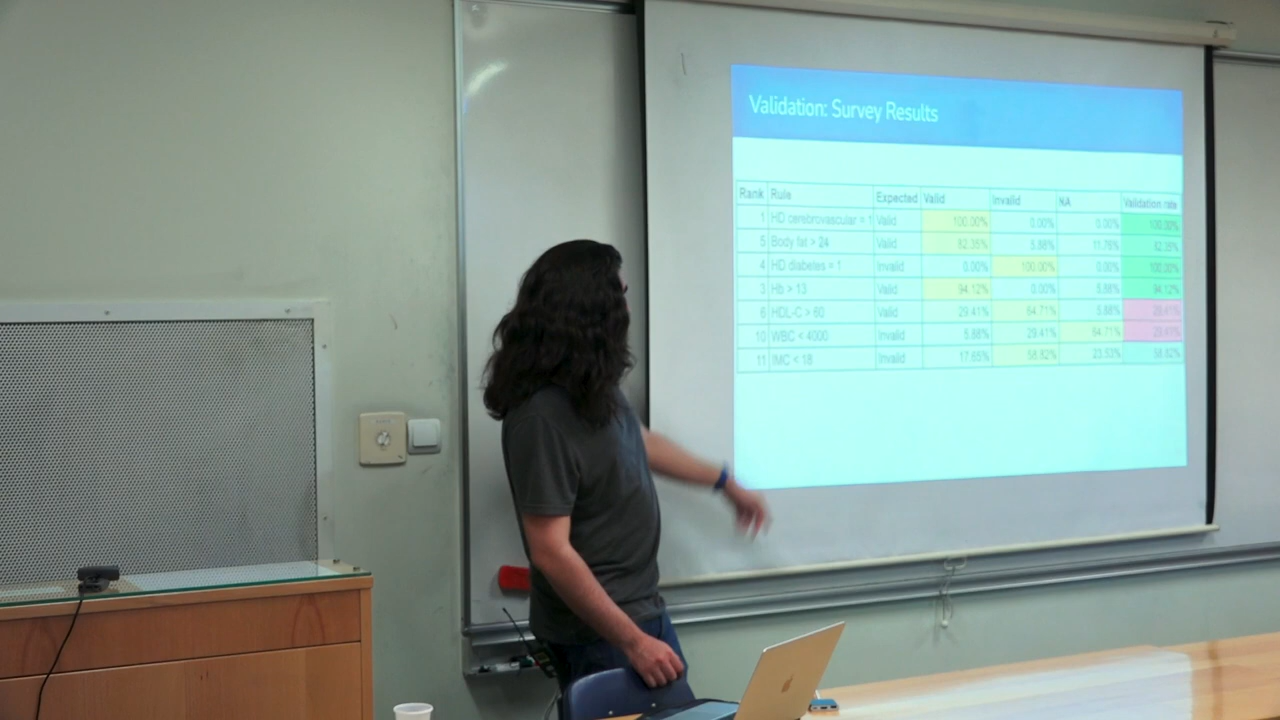 Validation: Survey Results
Rank Rule Expected Valid Invalid NA Validation rate
1 HD cerebrovascular = 1 Valid 100.00% 0.00% 0.00% 100.00%
5 Body fat > 24 Valid 82.35% 5.88% 11.76% 82.35%
4 HD diabetes = 1 Invalid 0.00% 100.00% 0.00% 100.00%
3 Hb > 13 Valid 94.12% 0.00% 5.88% 94.12%
6 HDL-C > 60 Valid 29.41% 64.71% 5.88% 29.41%
10 WBC < 4000 Invalid 5.88% 29.41% 64.71% 29.41%
11 IMC < 18 Invalid 17.65% 58.82% 23.53% 58.82%